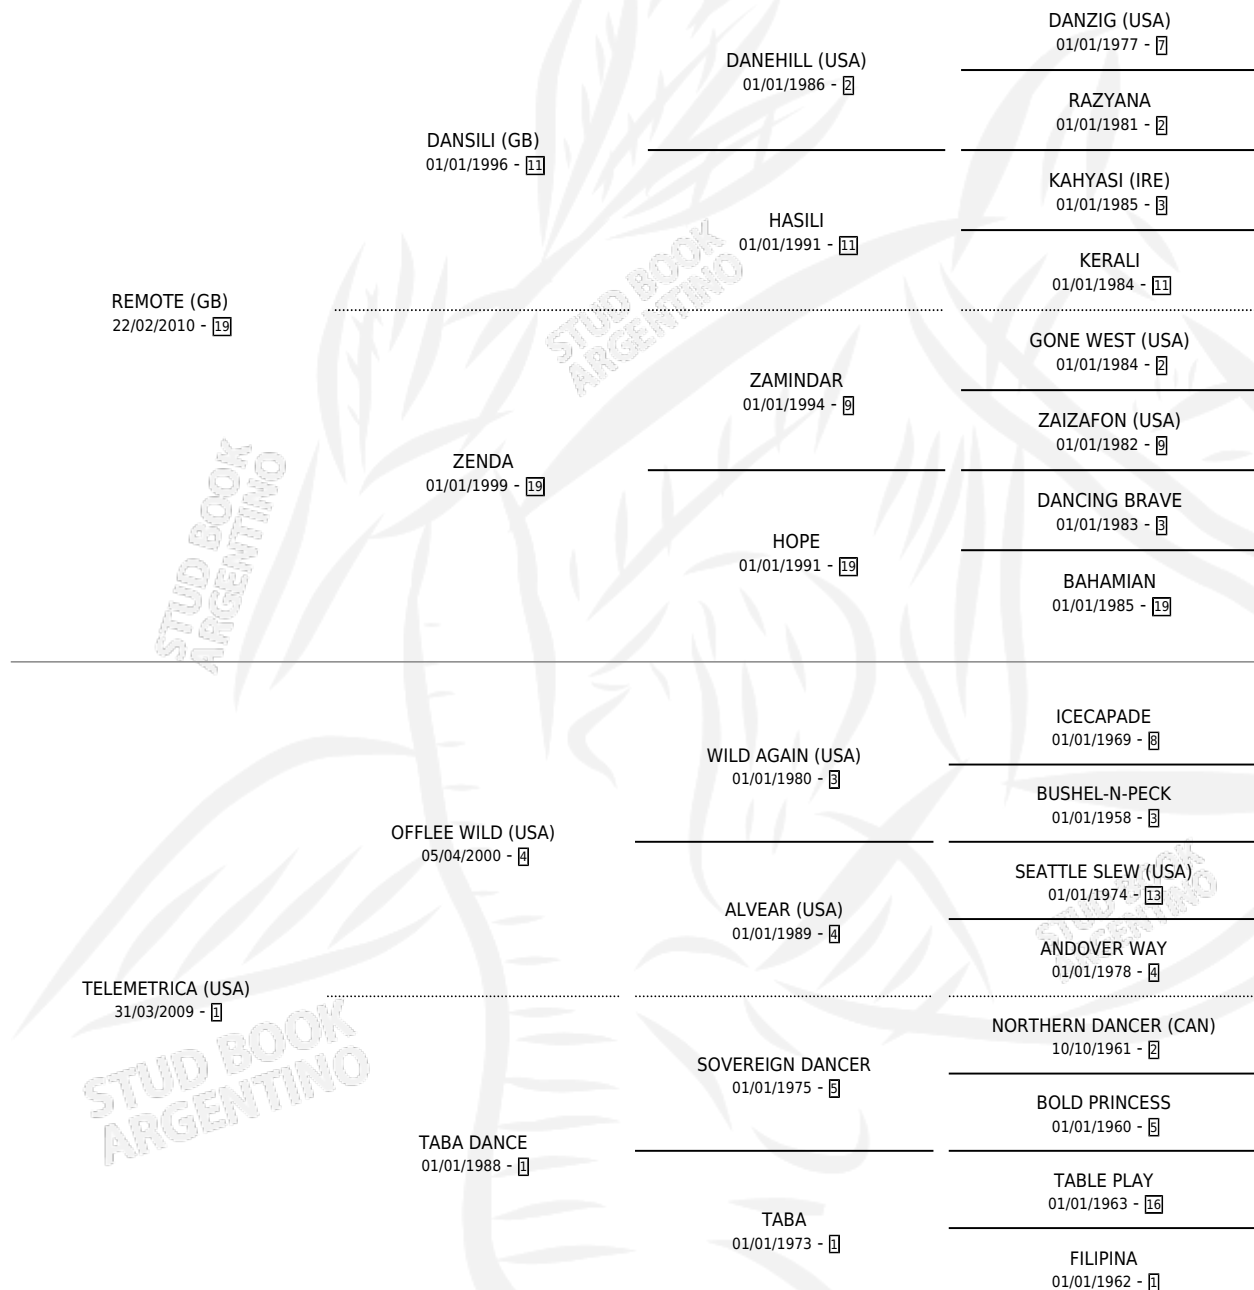 DANZIG (USA)
01/01/1977 - 7
DANEHILL (USA)
01/01/1986 - 2
RAZYANA
01/01/1981 - 2
DANSILI (GB)
01/01/1996 - 11
KAHYASI (IRE)
01/01/1985 - 3
HASILI
01/01/1991 - 11
KERALI
01/01/1984 - 11
REMOTE (GB)
22/02/2010 - 19
GONE WEST (USA)
01/01/1984 - 2
ZAMINDAR
01/01/1994 - 9
ZAIZAFON (USA)
01/01/1982 - 9
ZENDA
01/01/1999 - 19
DANCING BRAVE
01/01/1983 - 3
HOPE
01/01/1991 - 19
BAHAMIAN
01/01/1985 - 19
ICECAPADE
01/01/1969 - 8
WILD AGAIN (USA)
01/01/1980 - 3
BUSHEL-N-PECK
01/01/1958 - 3
OFFLEE WILD (USA)
05/04/2000 - 4
SEATTLE SLEW (USA)
01/01/1974 - 13
ALVEAR (USA)
01/01/1989 - 4
ANDOVER WAY
01/01/1978 - 4
TELEMETRICA (USA)
31/03/2009 - 1
NORTHERN DANCER (CAN)
10/10/1961 - 2
SOVEREIGN DANCER
01/01/1975 - 5
BOLD PRINCESS
01/01/1960 - 5
TABA DANCE
01/01/1988 - 1
TABLE PLAY
01/01/1963 - 16
TABA
01/01/1973 - 1
FILIPINA
01/01/1962 - 1
STUD BOOK
ARGENTINO
STUD BOOK
ARGENTINO
STUD BOOK
ARGENTINO
STUD BOOK
ARGENTINO